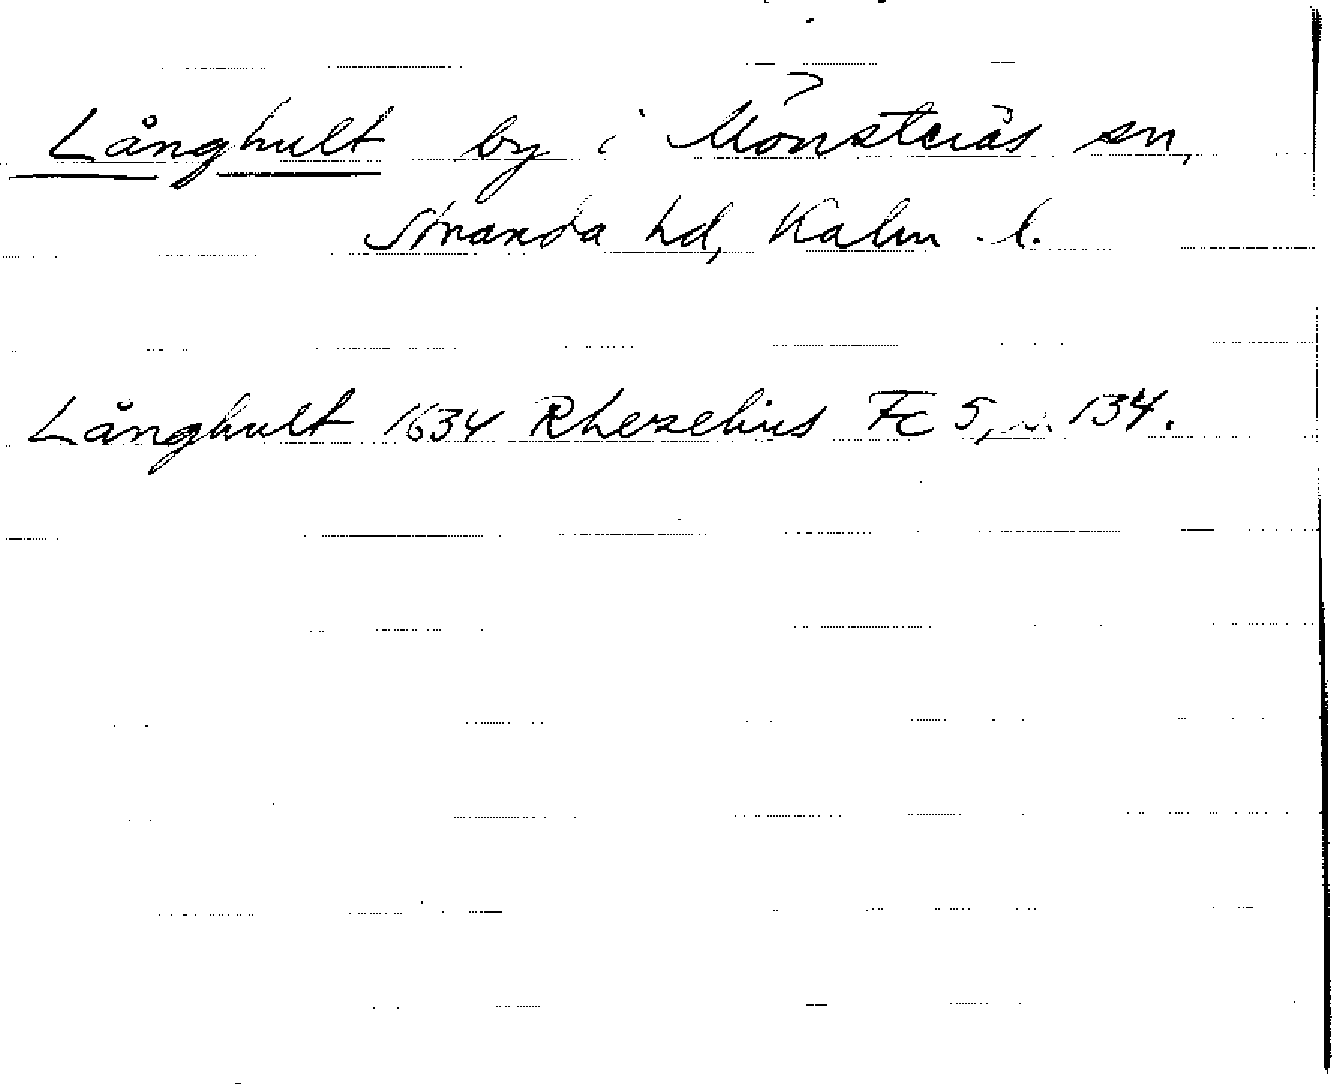 Långhult by i Mönsterås sn,
Stranda hd, Kalm. l.
Långhult 1634 Rhezelius Fc 5, s. 134.